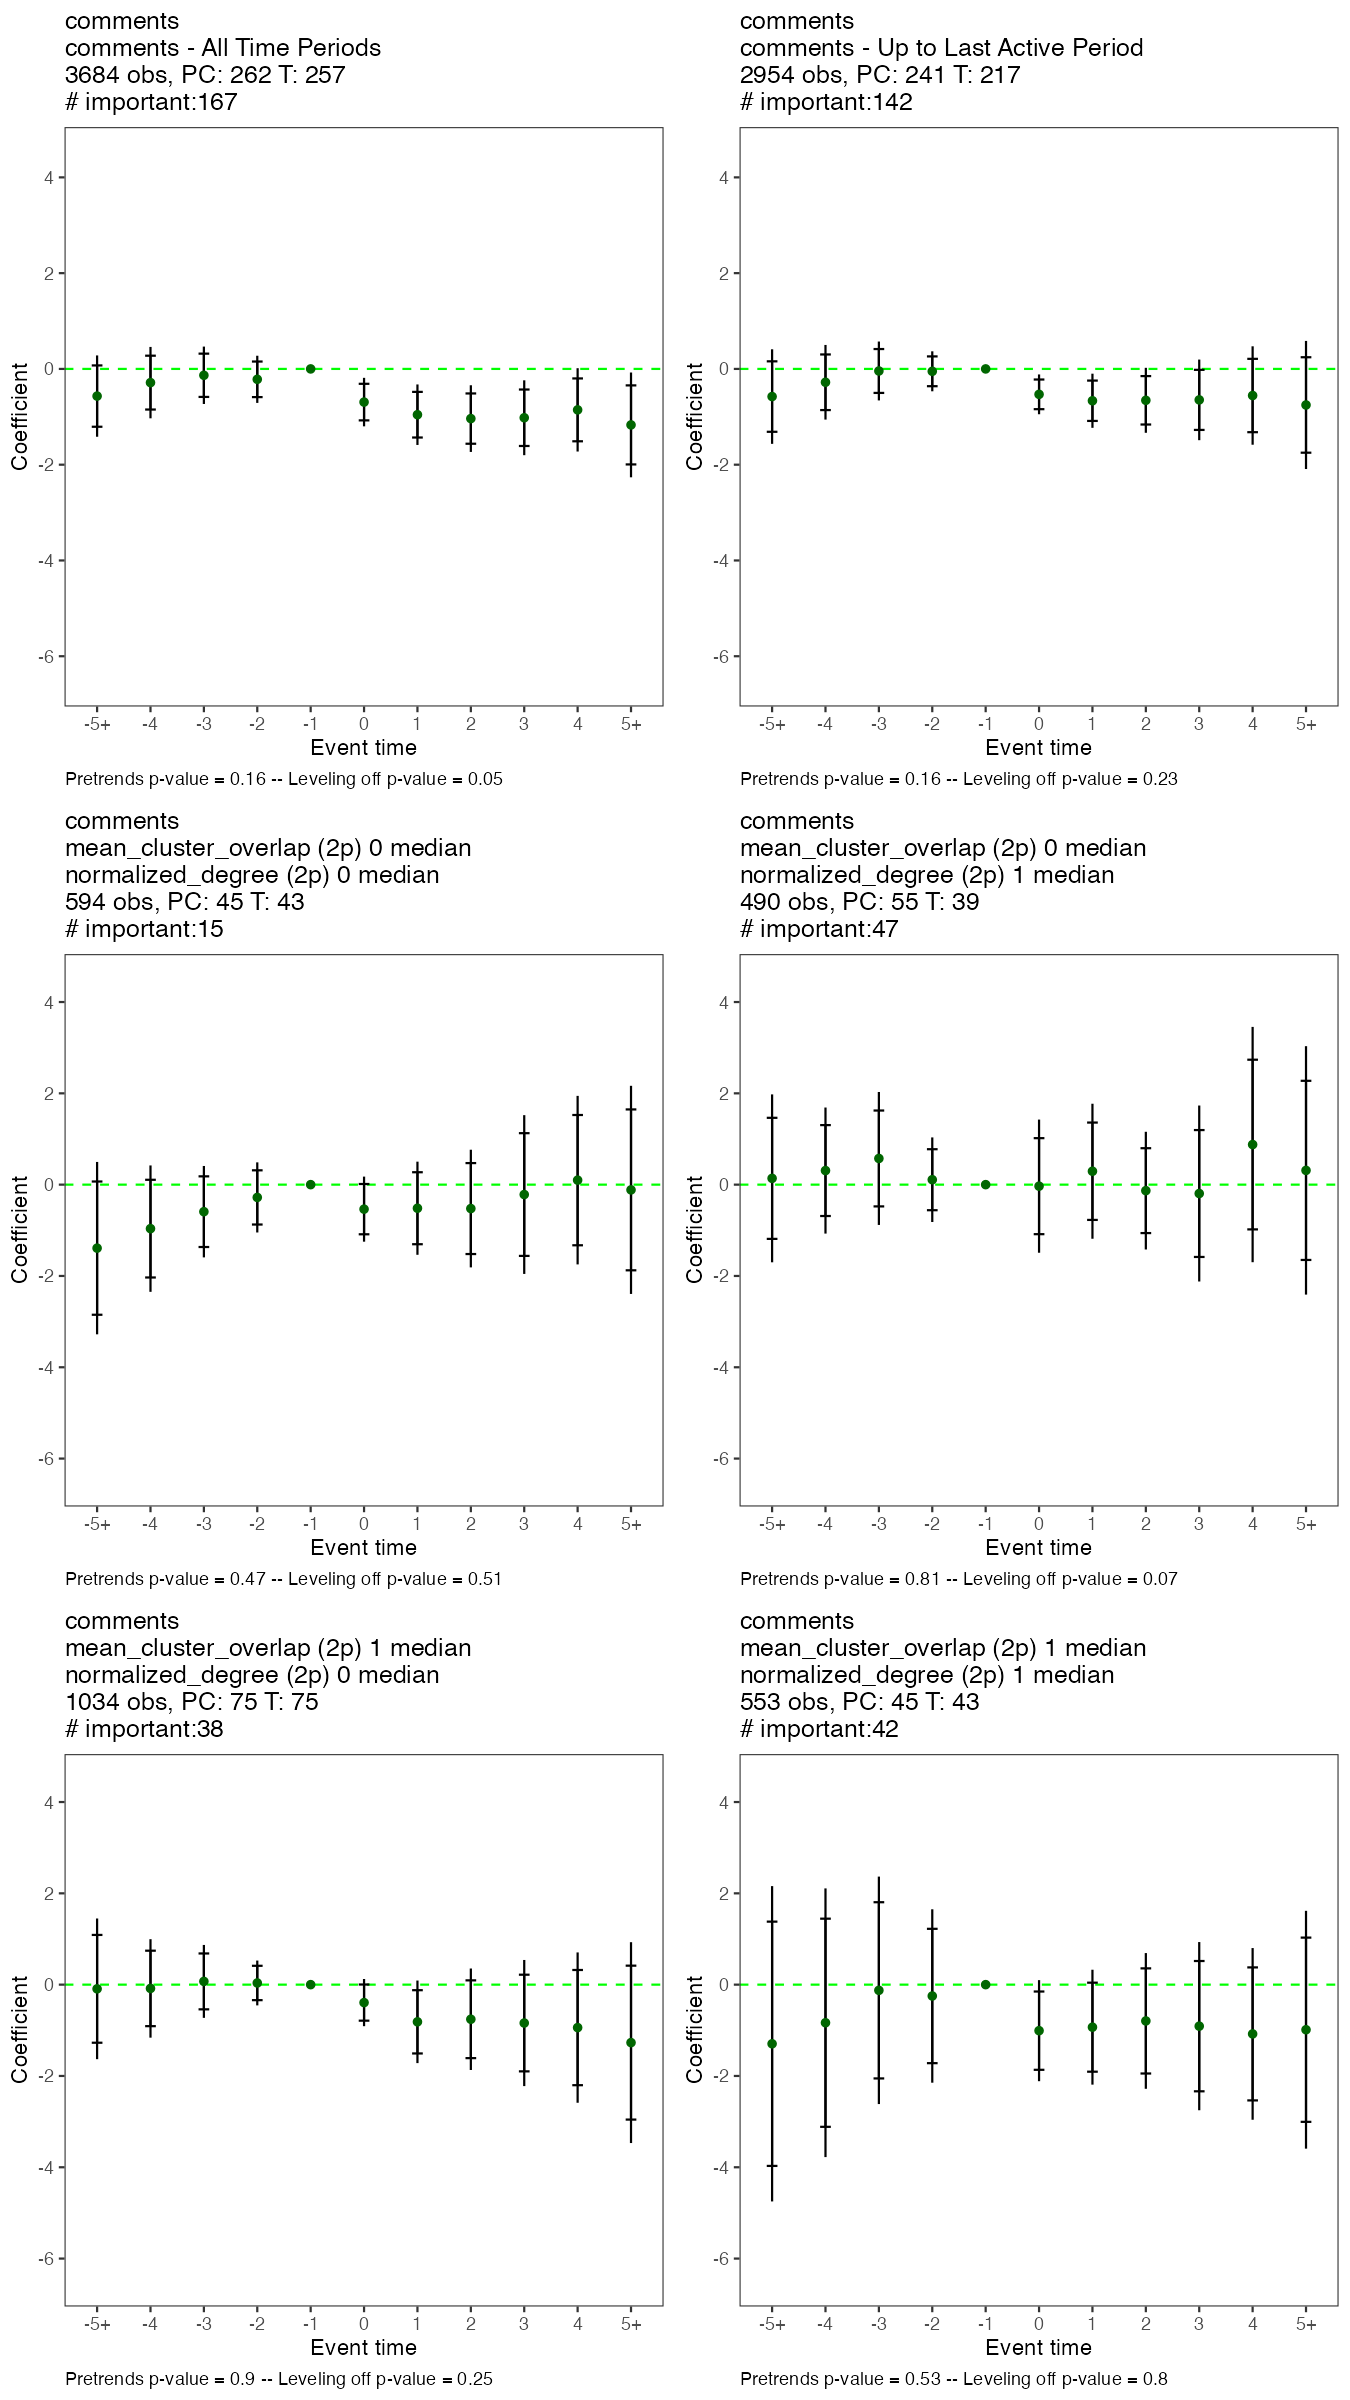 comments
comments - All Time Periods
3684 obs, PC: 262 T: 257
# important:167
4
2
0
-2
-4
-6
Coefficient
-5+ -4 -3 -2 -1 0 1 2 3 4 5+
Event time
Pretrends p-value = 0.16 -- Leveling off p-value = 0.05
comments
comments - Up to Last Active Period
2954 obs, PC: 241 T: 217
# important:142
4
2
0
-2
-4
-6
Coefficient
-5+ -4 -3 -2 -1 0 1 2 3 4 5+
Event time
Pretrends p-value = 0.16 -- Leveling off p-value = 0.23
comments
mean_cluster_overlap (2p) 0 median
normalized_degree (2p) 0 median
594 obs, PC: 45 T: 43
# important:15
4
2
0
-2
-4
-6
Coefficient
-5+ -4 -3 -2 -1 0 1 2 3 4 5+
Event time
Pretrends p-value = 0.47 -- Leveling off p-value = 0.51
comments
mean_cluster_overlap (2p) 0 median
normalized_degree (2p) 1 median
490 obs, PC: 55 T: 39
# important:47
4
2
0
-2
-4
-6
Coefficient
-5+ -4 -3 -2 -1 0 1 2 3 4 5+
Event time
Pretrends p-value = 0.81 -- Leveling off p-value = 0.07
comments
mean_cluster_overlap (2p) 1 median
normalized_degree (2p) 0 median
1034 obs, PC: 75 T: 75
# important:38
4
2
0
-2
-4
-6
Coefficient
-5+ -4 -3 -2 -1 0 1 2 3 4 5+
Event time
Pretrends p-value = 0.9 -- Leveling off p-value = 0.25
comments
mean_cluster_overlap (2p) 1 median
normalized_degree (2p) 1 median
553 obs, PC: 45 T: 43
# important:42
4
2
0
-2
-4
-6
Coefficient
-5+ -4 -3 -2 -1 0 1 2 3 4 5+
Event time
Pretrends p-value = 0.53 -- Leveling off p-value = 0.8